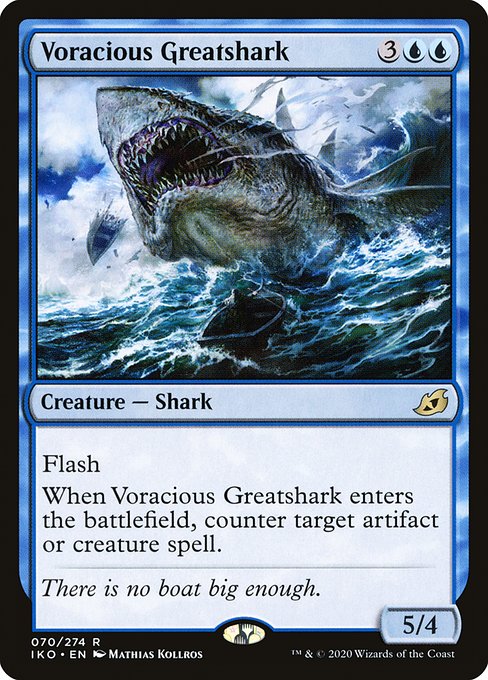 Voracious Greatshark 3
Creature — Shark
Flash
When Voracious Greatshark enters
the battlefield, counter target artifact
or creature spell.
There is no boat big enough.
5/4
070/274 R
IKO • EN Mathias Kollros
™ & © 2020 Wizards of the Coast